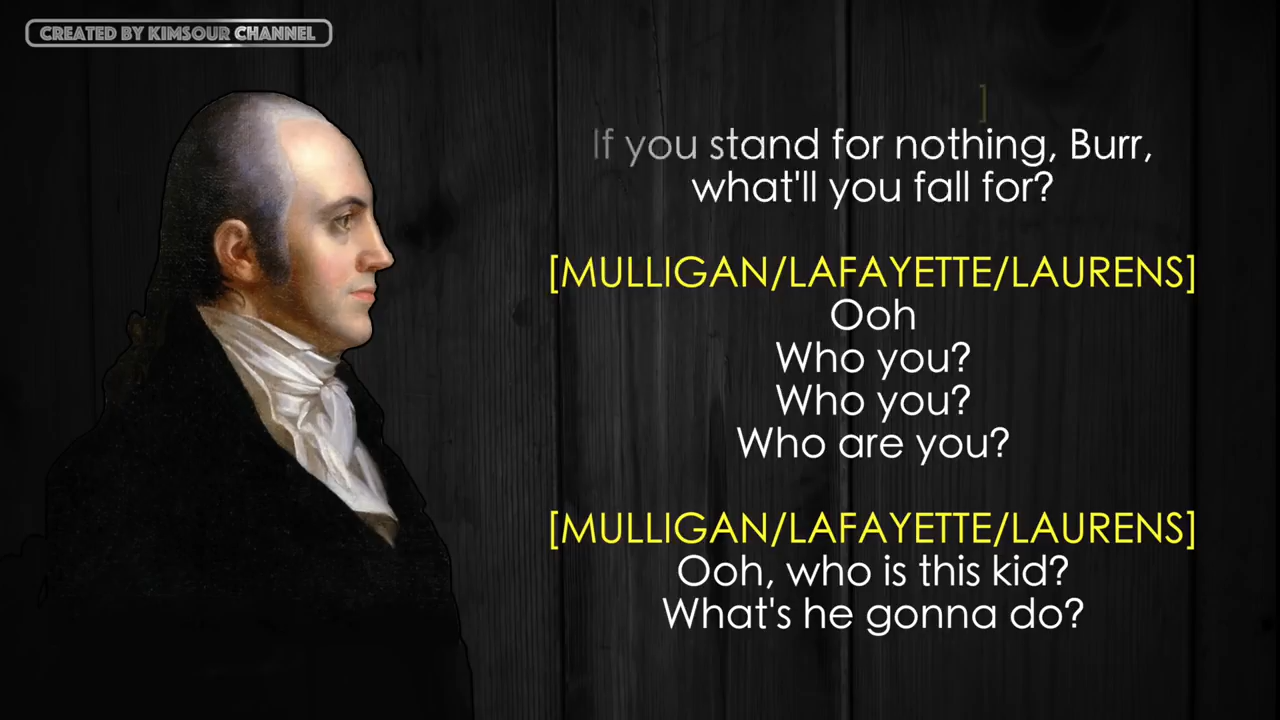 CREATED BY KIMSOUR CHANNEL
]
If you stand for nothing, Burr,
what'll you fall for?
[MULLIGAN/LAFAYETTE/LAURENS]
Ooh
Who you?
Who you?
Who are you?
[MULLIGAN/LAFAYETTE/LAURENS]
Ooh, who is this kid?
What's he gonna do?